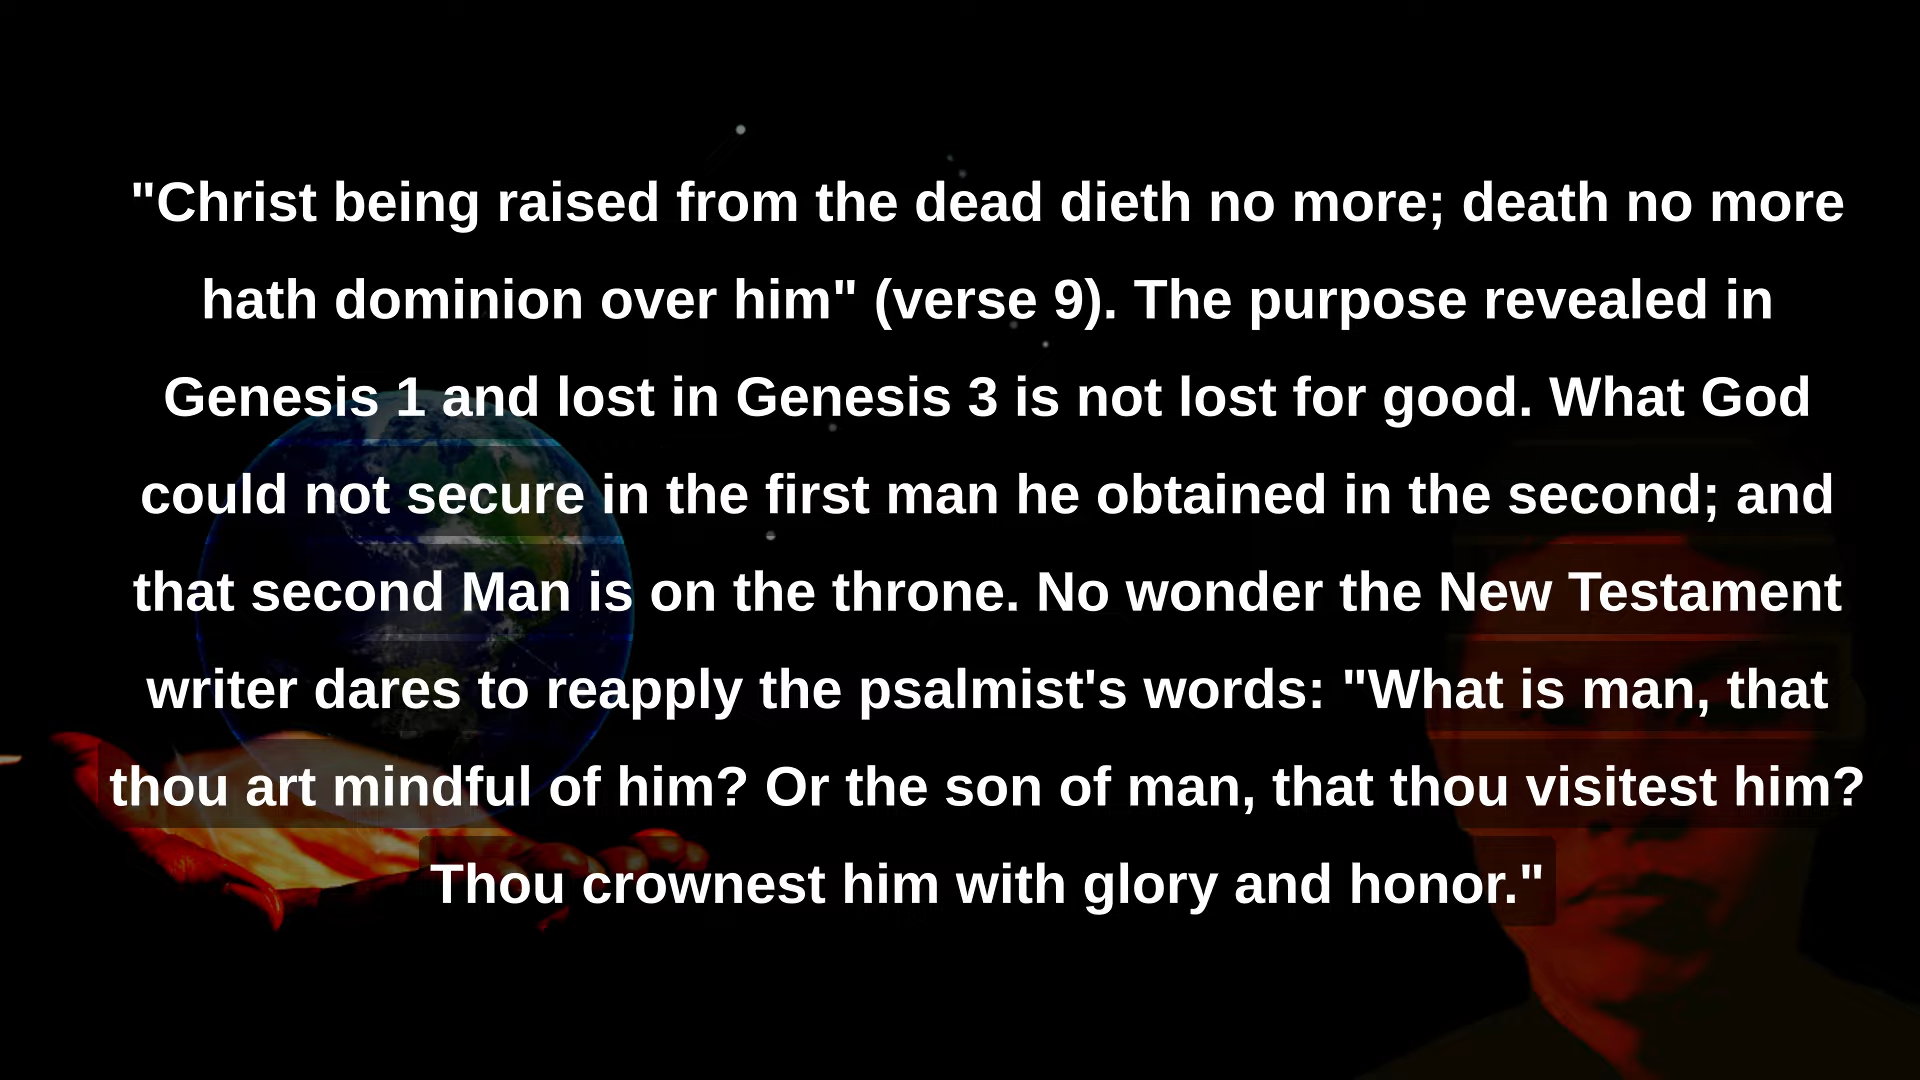 "Christ being raised from the dead dieth no more; death no more
hath dominion over him" (verse 9). The purpose revealed in
Genesis 1 and lost in Genesis 3 is not lost for good. What God
could not secure in the first man he obtained in the second; and
that second Man is on the throne. No wonder the New Testament
writer dares to reapply the psalmist's words: "What is man, that
thou art mindful of him? Or the son of man, that thou visitest him?
Thou crownest him with glory and honor."